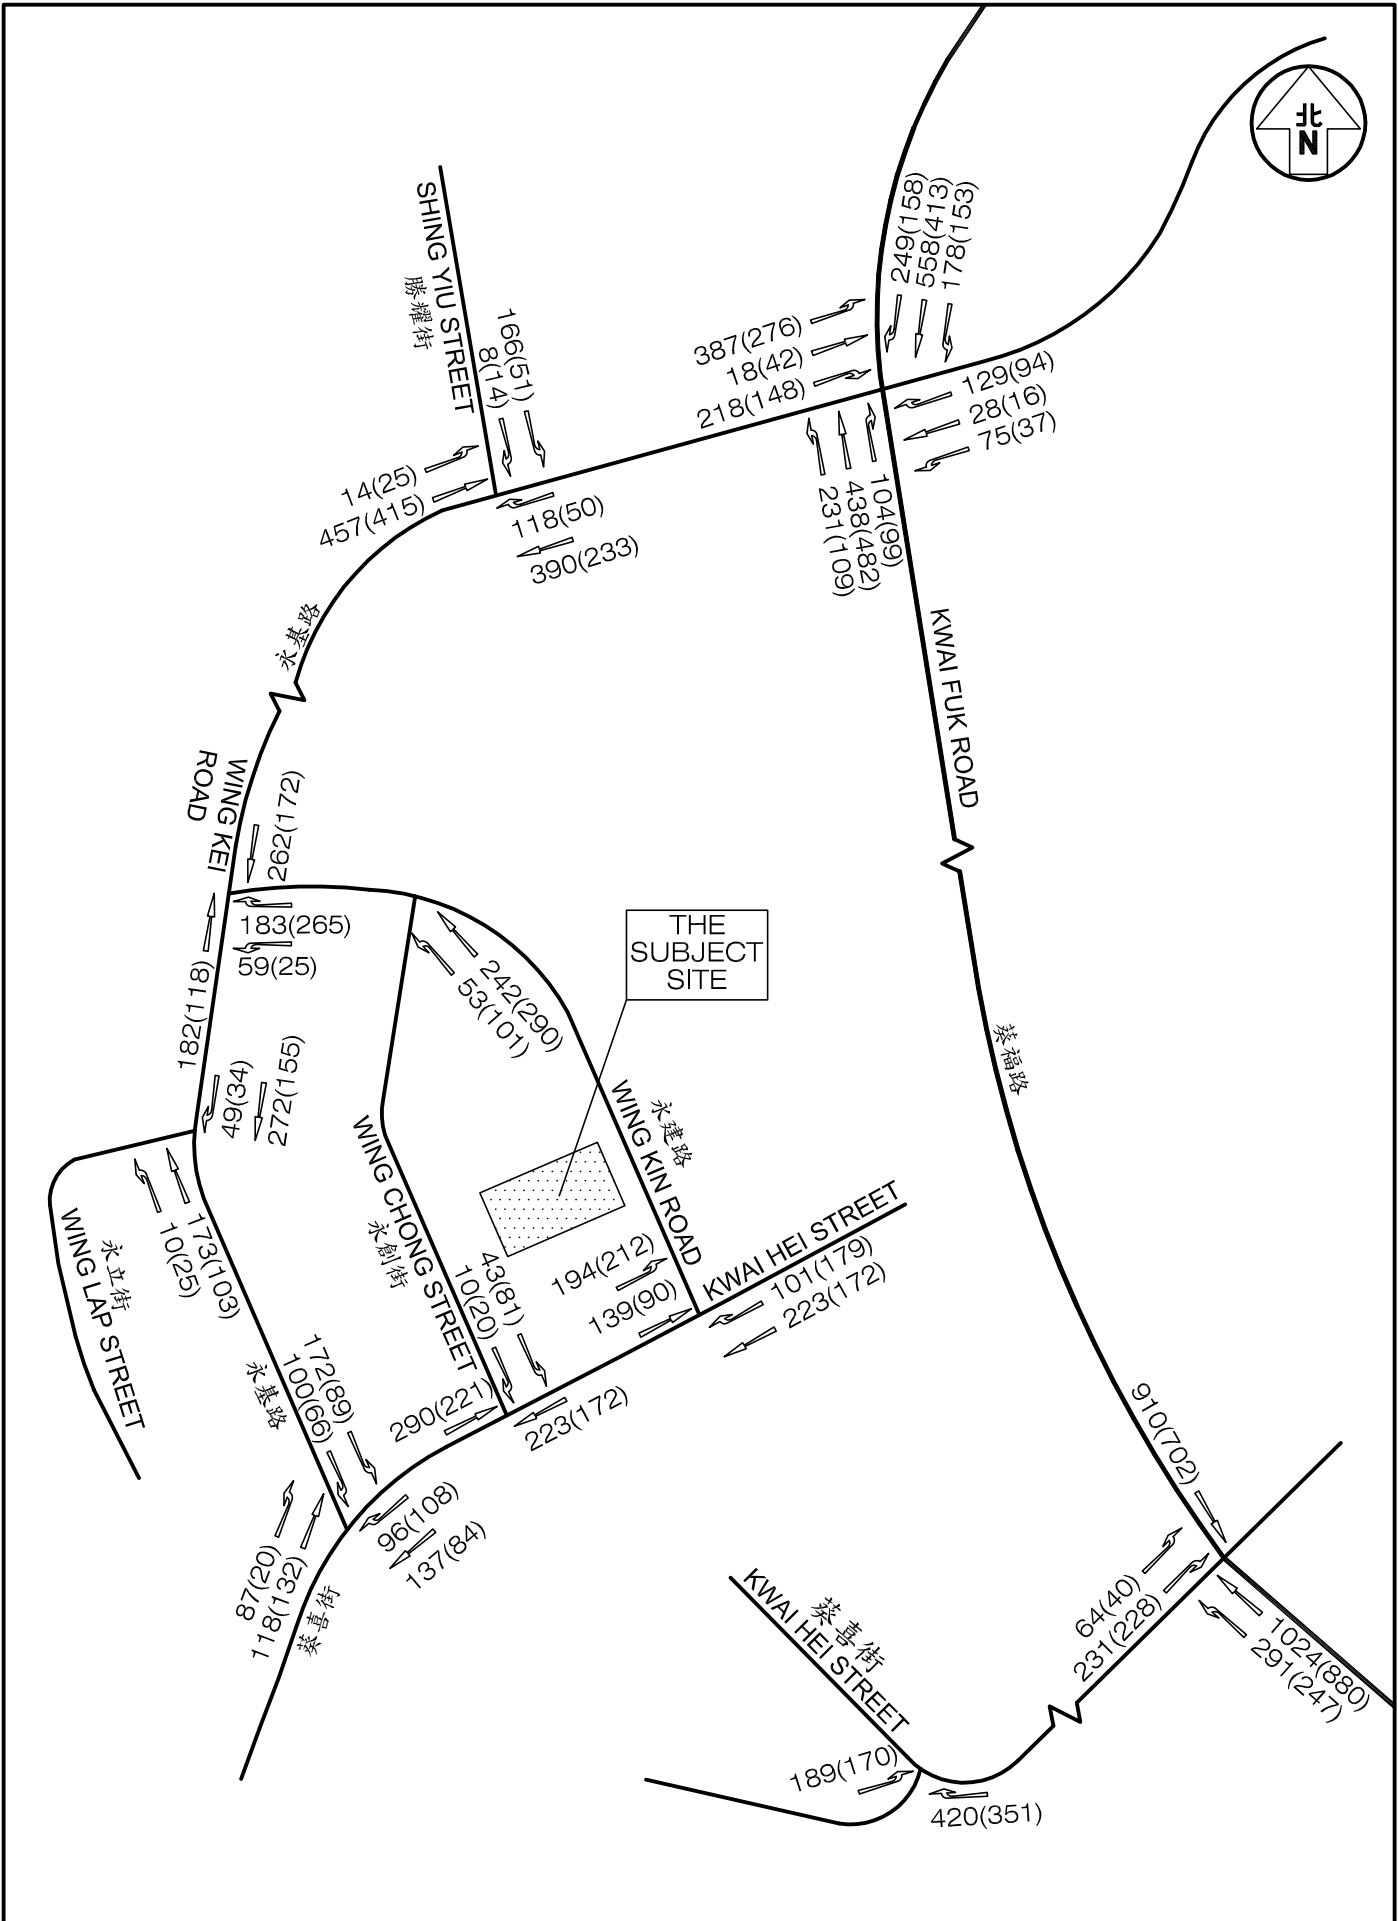 北
N
249(158)
558(413)
178(153)
SHING YIU STREET
勝耀街
166(51)
8(14)
387(276)
18(42)
218(148)
129(94)
28(16)
75(37)
14(25)
457(415)
118(50)
390(233)
104(99)
438(482)
231(109)
永基路
KWAI FUK ROAD
WING KEI
ROAD
262(172)
183(265)
59(25)
THE
SUBJECT
SITE
242(290)
53(101)
182(118)
49(34)
272(155)
葵福路
永建路
WING KIN ROAD
WING CHONG STREET
永創街
173(103)
10(25)
永立街
WING LAP STREET
KWAI HEI STREET
43(81)
10(20)
194(212)
139(90)
101(179)
223(172)
172(89)
100(66)
永基路
290(221)
223(172)
910(702)
96(108)
137(84)
87(20)
118(132)
葵喜街
葵喜街
KWAI HEI STREET
64(40)
231(228)
1024(880)
291(247)
189(170)
420(351)